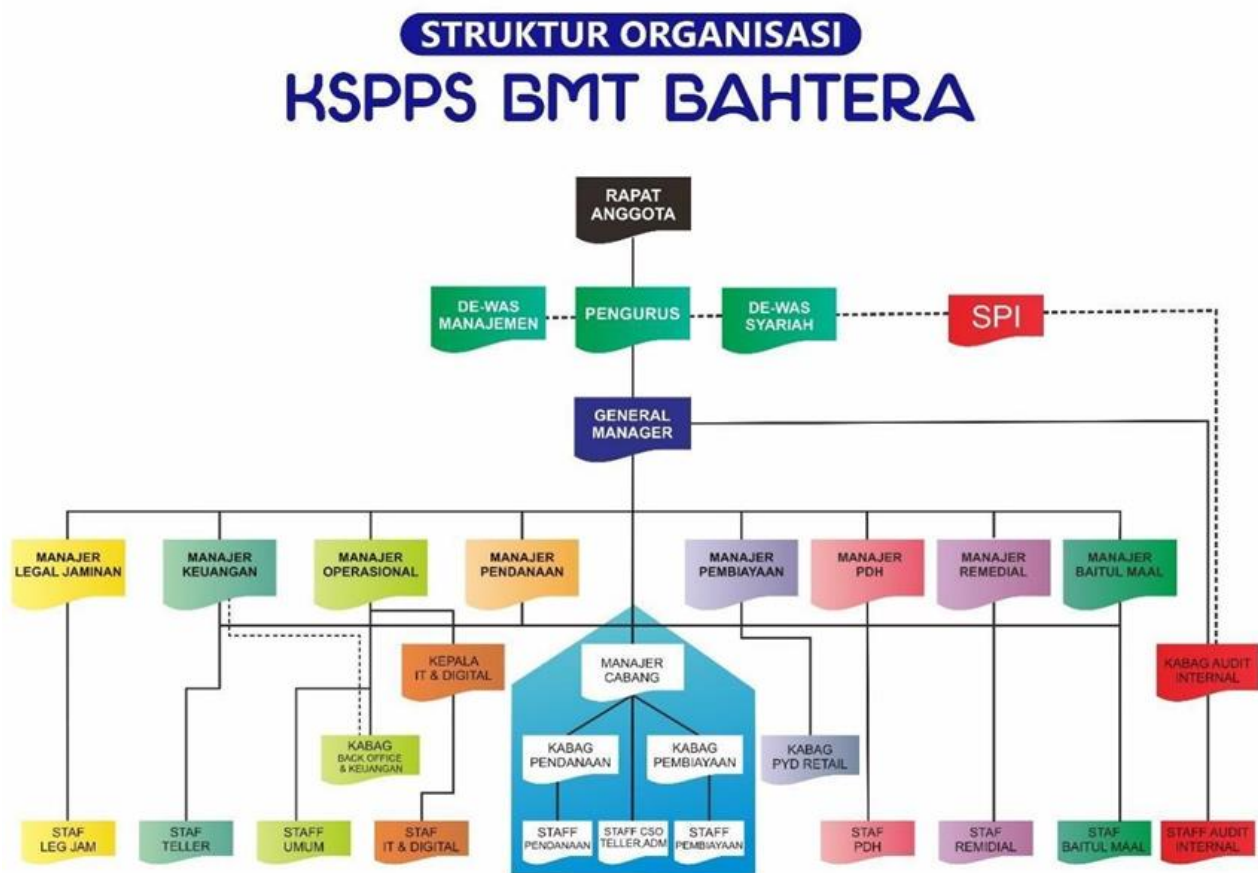 STRUKTUR ORGANISASI
KSPPS BMT BAHTERA
RAPAT
ANGGOTA
DE-WAS
MANAJEMEN
PENGURUS
DE-WAS
SYARIAH
SPI
GENERAL
MANAGER
MANAJER
LEGAL JAMINAN
MANAJER
KEUANGAN
MANAJER
OPERASIONAL
MANAJER
PENDANAAN
MANAJER
PEMBIAYAAN
MANAJER
PDH
MANAJER
REMEDIAL
MANAJER
BAITUL MAAL
KEPALA
IT & DIGITAL
MANAJER
CABANG
KABAG AUDIT
INTERNAL
KABAG
BACK OFFICE
& KEUANGAN
KABAG
PENDANAAN
KABAG
PEMBIAYAAN
KABAG
PYD RETAIL
STAF
LEG JAM
STAF
TELLER
STAFF
UMUM
STAF
IT & DIGITAL
STAFF
PENDANAAN
STAFF CSO
TELLER,ADM
STAFF
PEMBIAYAAN
STAF
PDH
STAF
REMIDIAL
STAF
BAITUL MAAL
STAFF AUDIT
INTERNAL